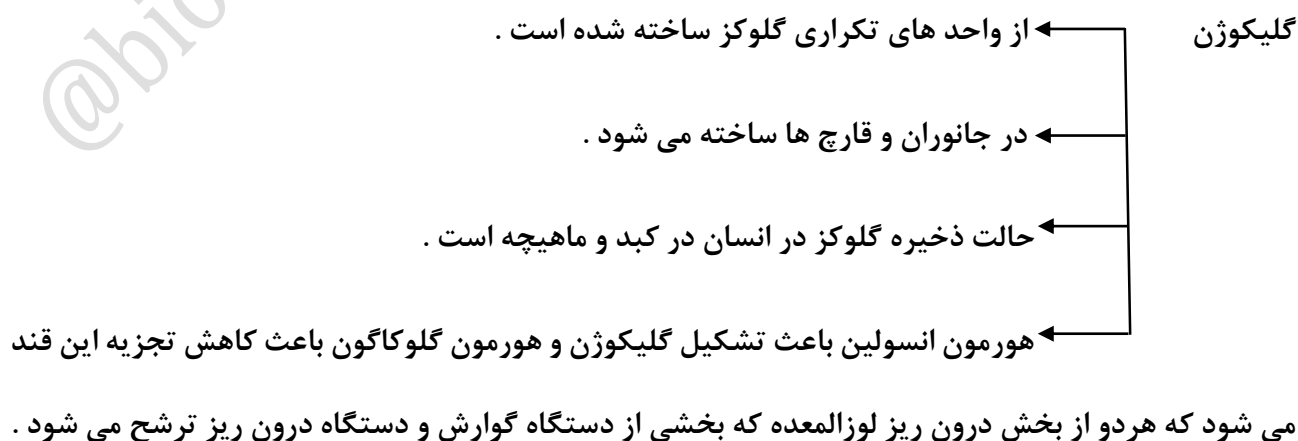 @bio
گلیکوژن از واحد های تکراری گلوکز ساخته شده است .
در جانوران و قارچ ها ساخته می شود .
حالت ذخیره گلوکز در انسان در کبد و ماهیچه است .
هورمون انسولین باعث تشکیل گلیکوژن و هورمون گلوکاگون باعث کاهش تجزیه این قند
می شود که هردو از بخش درون ریز لوزالمعده که بخشی از دستگاه گوارش و دستگاه درون ریز ترشح می شود .